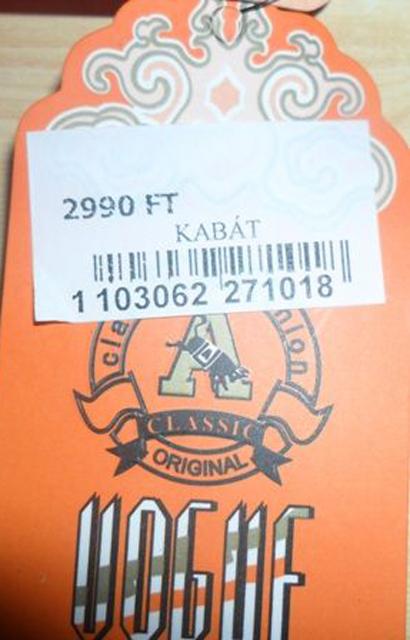 2990 FT
KABÁT
1 103062 271018
A
CLASSIC
ORIGINAL
VOGUE